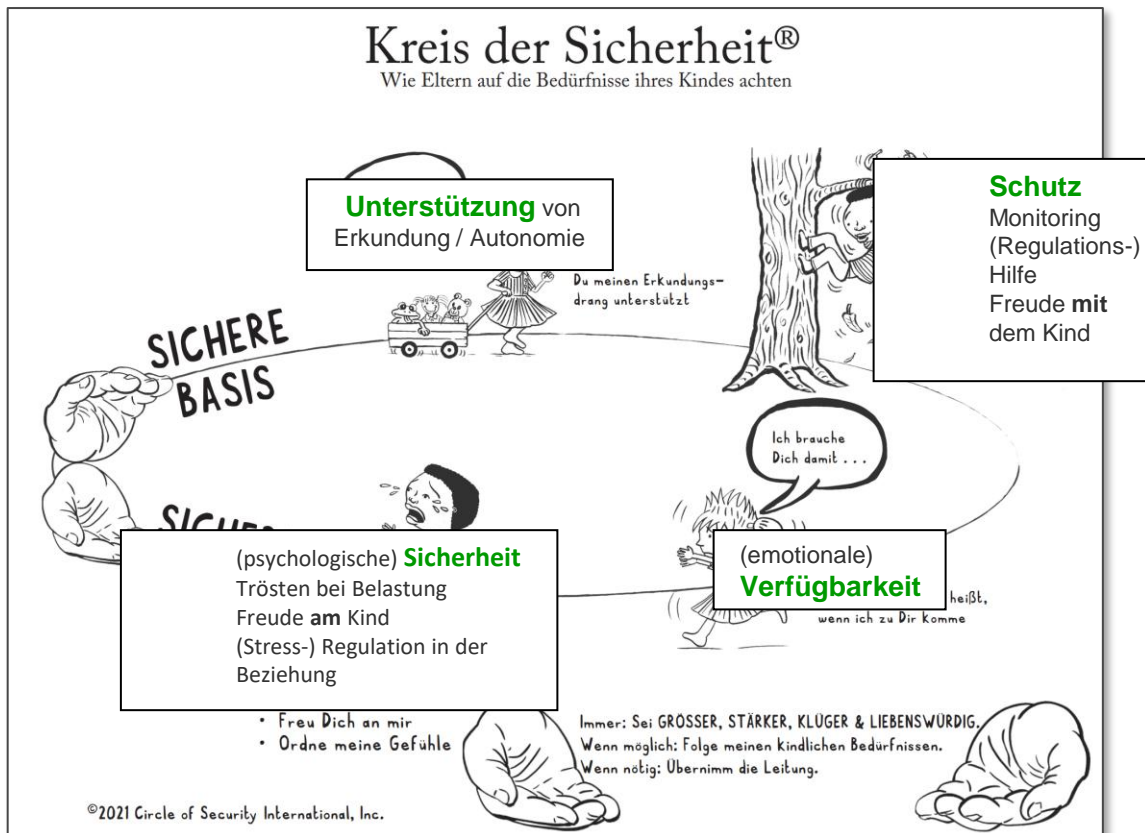 Kreis der Sicherheit®
Wie Eltern auf die Bedürfnisse ihres Kindes achten
Unterstützung von
Erkundung / Autonomie
Du meinen Erkundungs-
drang unterstützt
Schutz
Monitoring
(Regulations-)
Hilfe
Freude mit
dem Kind
SICHERE
BASIS
Ich brauche
Dich damit . . .
(psychologische) Sicherheit
Trösten bei Belastung
Freude am Kind
(Stress-) Regulation in der
Beziehung
(emotionale)
Verfügbarkeit
heißt,
wenn ich zu Dir komme
• Freu Dich an mir
• Ordne meine Gefühle
Immer: Sei GRÖSSER, STÄRKER, KLÜGER & LIEBENSWÜRDIG.
Wenn möglich: Folge meinen kindlichen Bedürfnissen.
Wenn nötig: Übernimm die Leitung.
©2021 Circle of Security International, Inc.